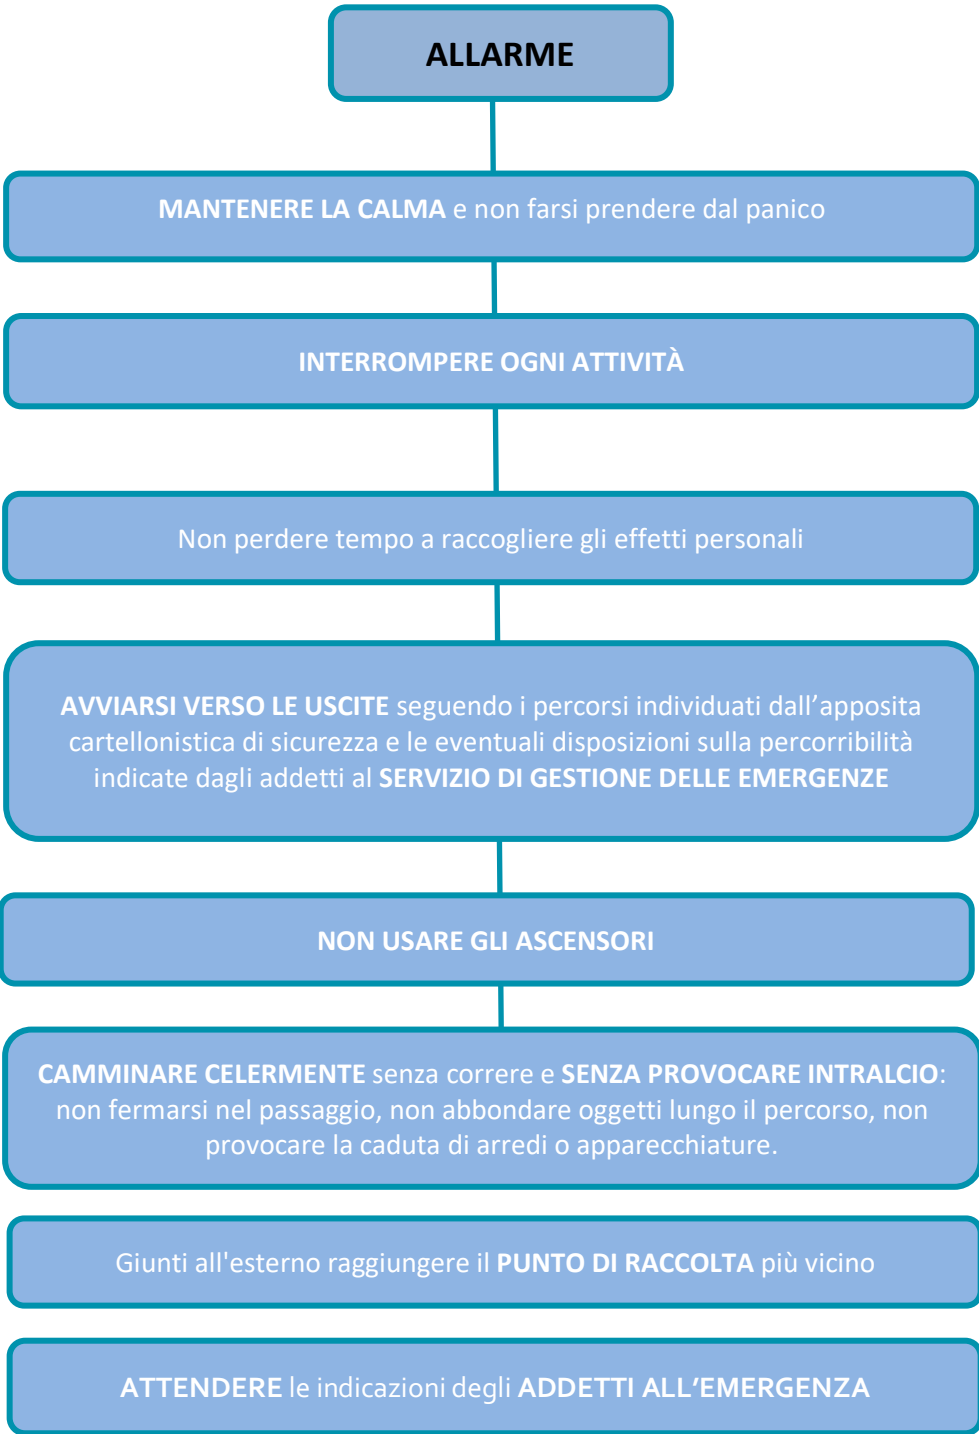 ALLARME
MANTENERE LA CALMA e non farsi prendere dal panico
INTERROMPERE OGNI ATTIVITÀ
Non perdere tempo a raccogliere gli effetti personali
AVVIARSI VERSO LE USCITE seguendo i percorsi individuati dall’apposita
cartellonistica di sicurezza e le eventuali disposizioni sulla percorribilità
indicate dagli addetti al SERVIZIO DI GESTIONE DELLE EMERGENZE
NON USARE GLI ASCENSORI
CAMMINARE CELERMENTE senza correre e SENZA PROVOCARE INTRALCIO:
non fermarsi nel passaggio, non abbondare oggetti lungo il percorso, non
provocare la caduta di arredi o apparecchiature.
Giunti all'esterno raggiungere il PUNTO DI RACCOLTA più vicino
ATTENDERE le indicazioni degli ADDETTI ALL’EMERGENZA